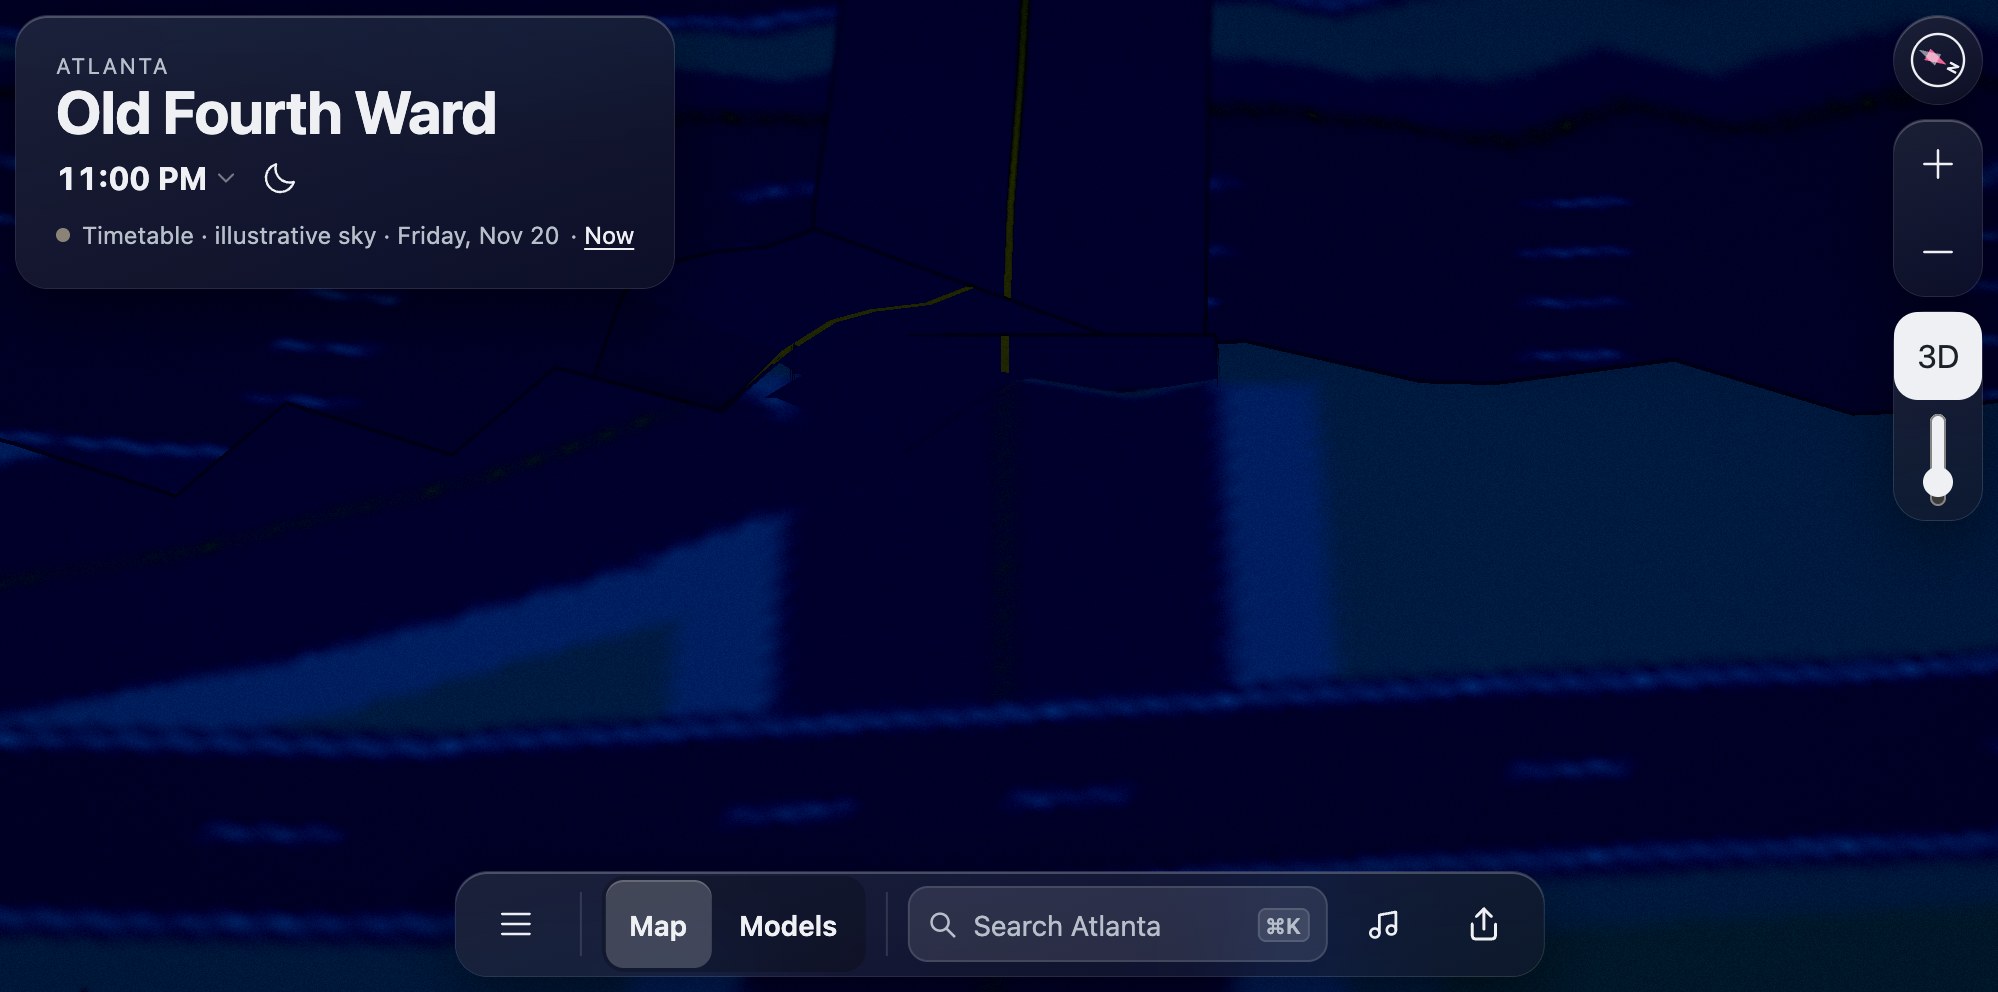 ATLANTA
Old Fourth Ward
11:00 PM
Timetable · illustrative sky · Friday, Nov 20 · Now
N
3D
Map
Models
Search Atlanta
⌘K